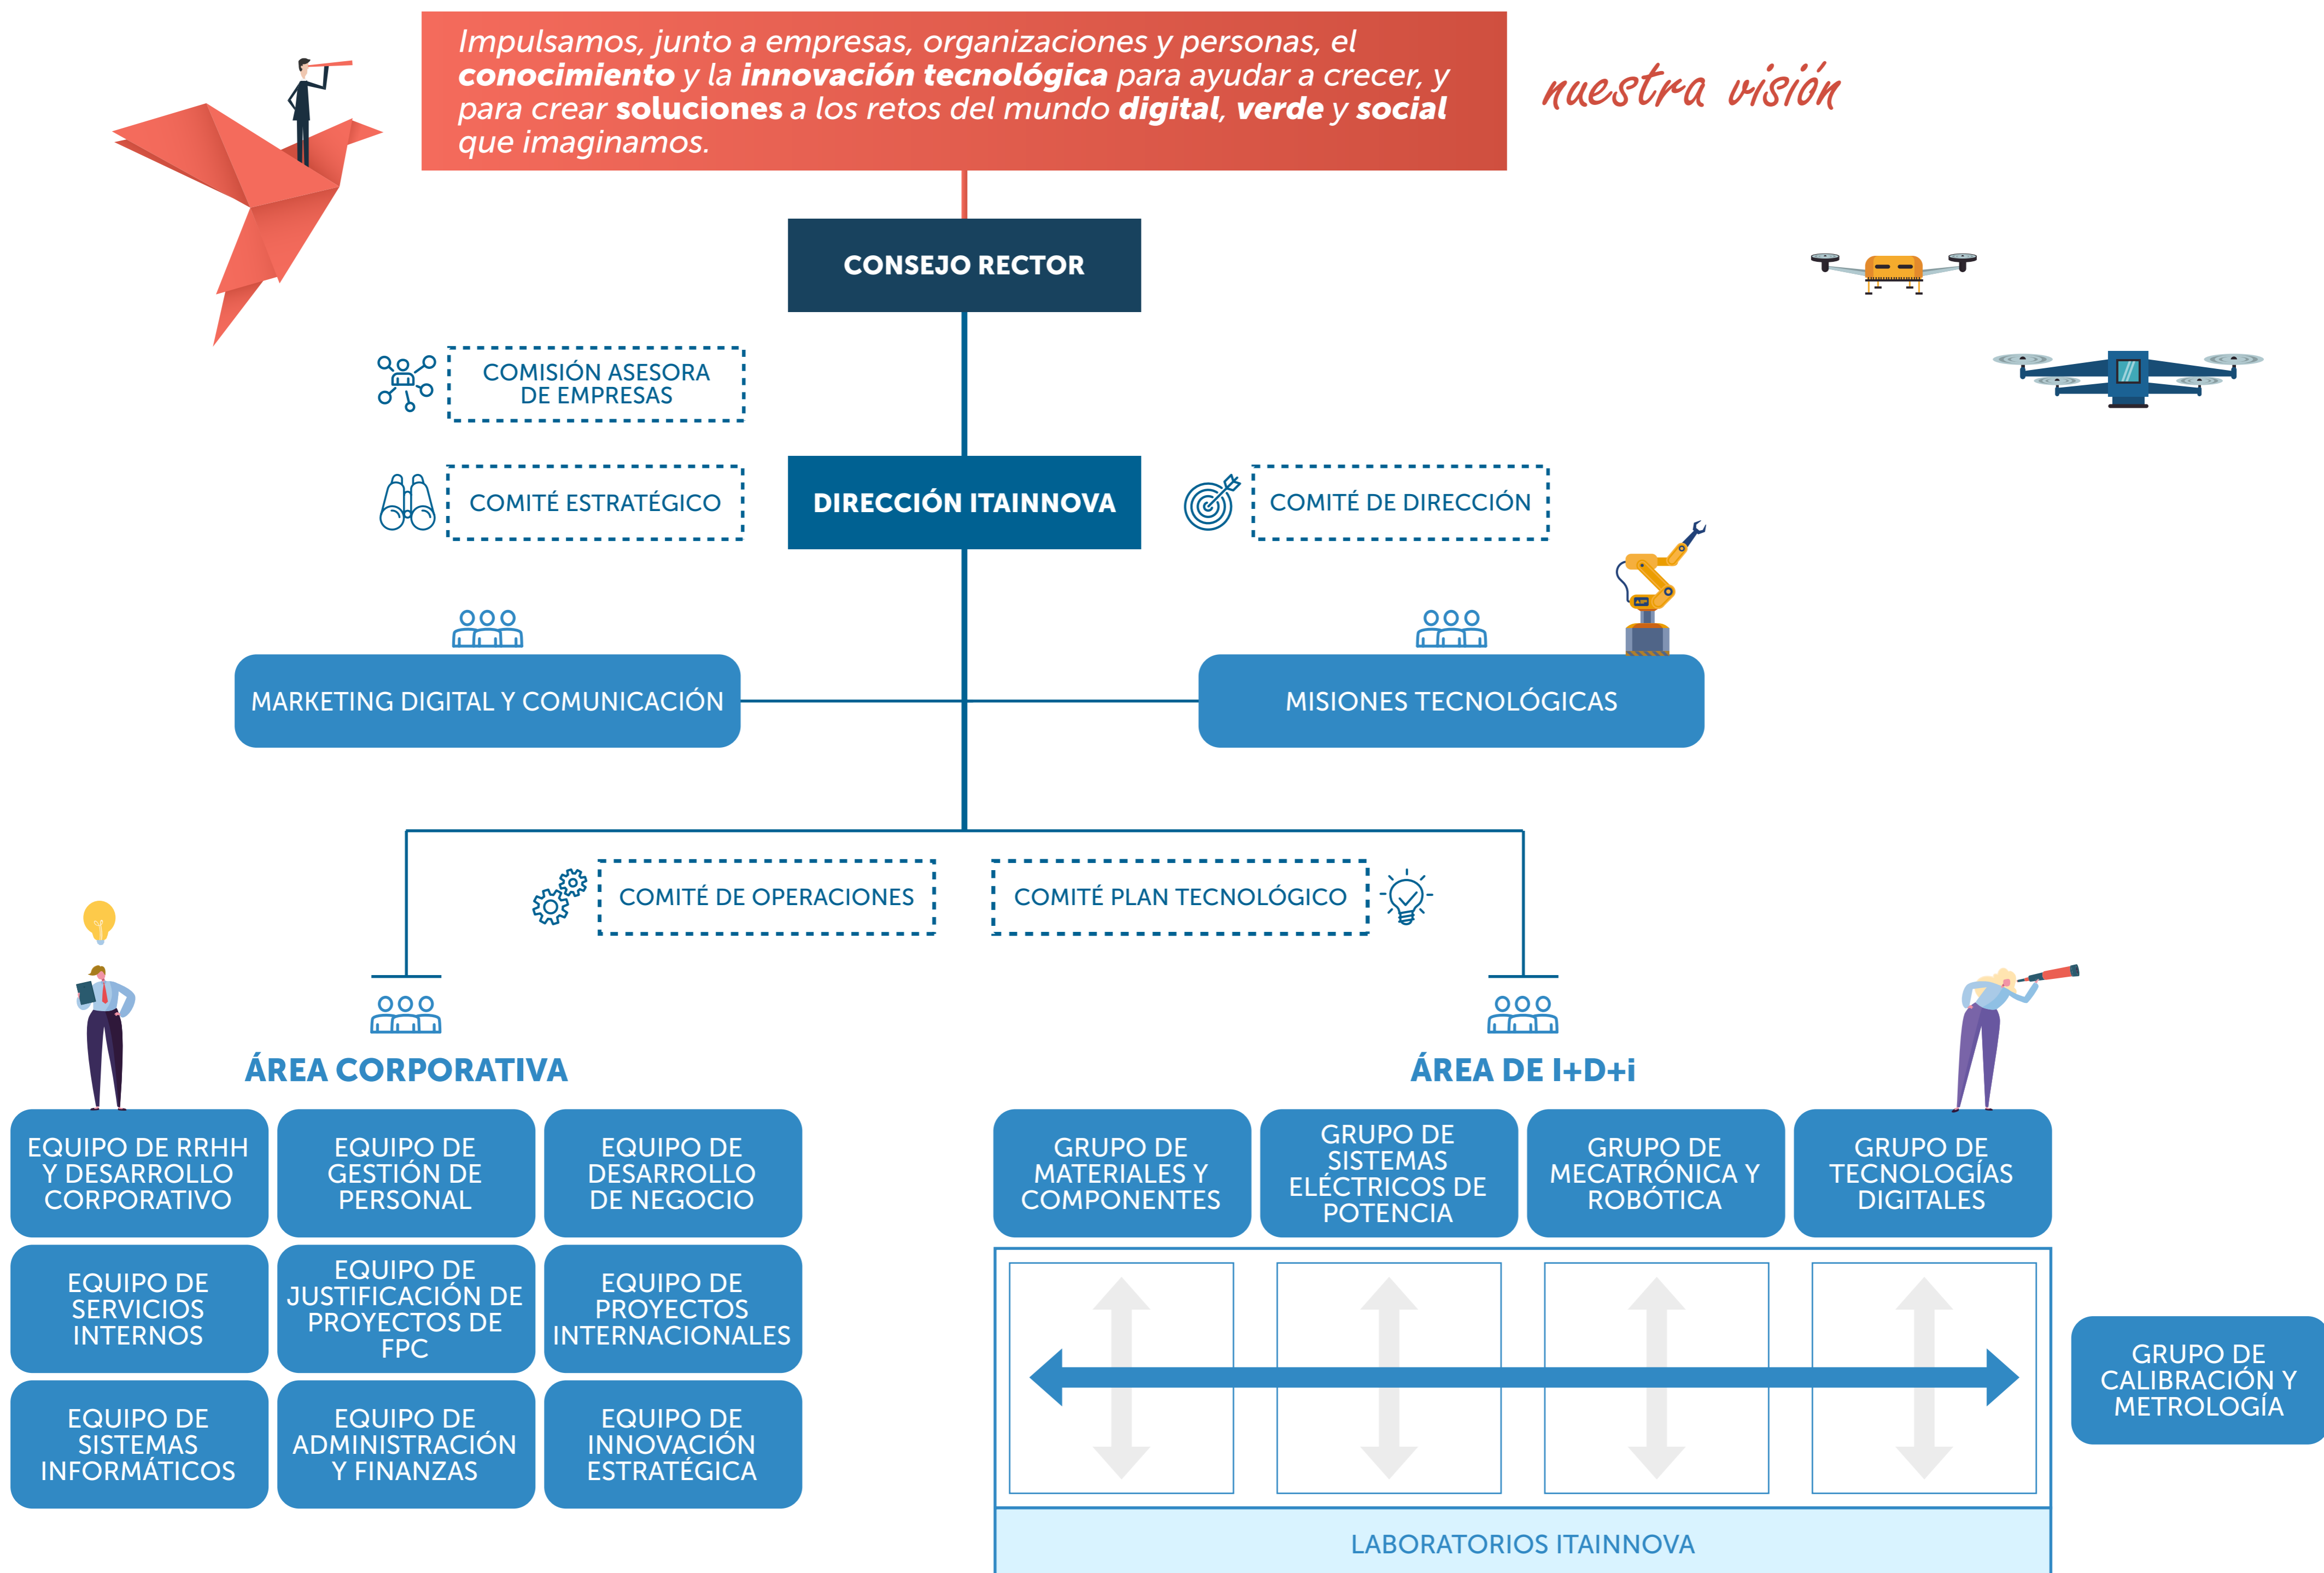 Impulsamos, junto a empresas, organizaciones y personas, el
conocimiento y la innovación tecnológica para ayudar a crecer, y
para crear soluciones a los retos del mundo digital, verde y social
que imaginamos.
nuestra visión
CONSEJO RECTOR
COMISIÓN ASESORA
DE EMPRESAS
COMITÉ ESTRATÉGICO
DIRECCIÓN ITAINNOVA
COMITÉ DE DIRECCIÓN
MARKETING DIGITAL Y COMUNICACIÓN
MISIONES TECNOLÓGICAS
COMITÉ DE OPERACIONES
COMITÉ PLAN TECNOLÓGICO
ÁREA CORPORATIVA
EQUIPO DE RRHH
Y DESARROLLO
CORPORATIVO
EQUIPO DE
GESTIÓN DE
PERSONAL
EQUIPO DE
DESARROLLO
DE NEGOCIO
EQUIPO DE
SERVICIOS
INTERNOS
EQUIPO DE
JUSTIFICACIÓN DE
PROYECTOS DE
FPC
EQUIPO DE
PROYECTOS
INTERNACIONALES
EQUIPO DE
SISTEMAS
INFORMÁTICOS
EQUIPO DE
ADMINISTRACIÓN
Y FINANZAS
EQUIPO DE
INNOVACIÓN
ESTRATÉGICA
ÁREA DE I+D+i
GRUPO DE
MATERIALES Y
COMPONENTES
GRUPO DE
SISTEMAS
ELÉCTRICOS DE
POTENCIA
GRUPO DE
MECATRÓNICA Y
ROBÓTICA
GRUPO DE
TECNOLOGÍAS
DIGITALES
GRUPO DE
CALIBRACIÓN Y
METROLOGÍA
LABORATORIOS ITAINNOVA